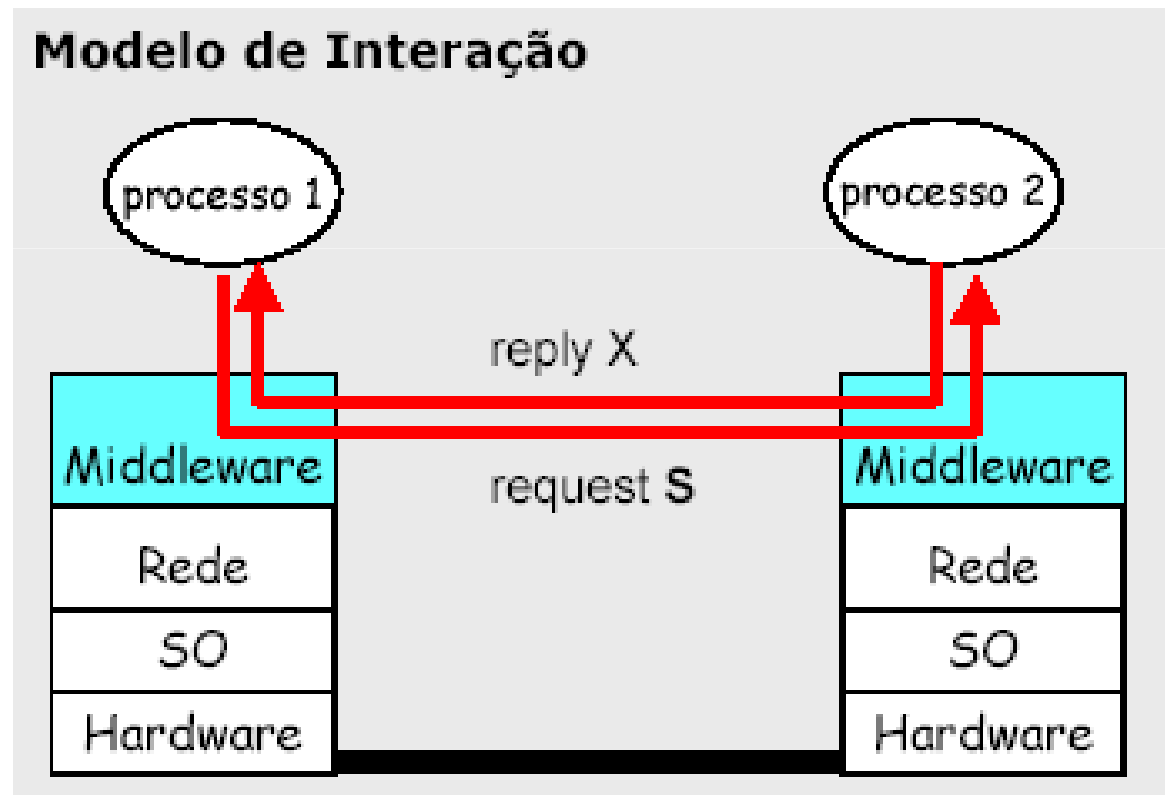 Modelo de Interação
processo 1
processo 2
reply X
Middleware
request S
Middleware
Rede
Rede
SO
SO
Hardware
Hardware